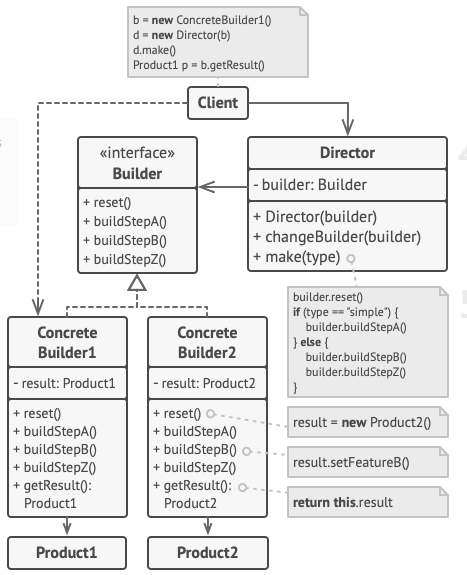 b = new ConcreteBuilder1()
d = new Director(b)
d.make()
Product1 p = b.getResult()
Client
«interface»
Builder
+ reset()
+ buildStepA()
+ buildStepB()
+ buildStepZ()
Director
- builder: Builder
+ Director(builder)
+ changeBuilder(builder)
+ make(type)
builder.reset()
if (type == "simple") {
builder.buildStepA()
} else {
builder.buildStepB()
builder.buildStepZ()
}
Concrete
Builder1
- result: Product1
+ reset()
+ buildStepA()
+ buildStepB()
+ buildStepZ()
+ getResult():
Product1
Concrete
Builder2
- result: Product2
+ reset()
+ buildStepA()
+ buildStepB()
+ buildStepZ()
+ getResult():
Product2
result = new Product2()
result.setFeatureB()
return this.result
Product1
Product2